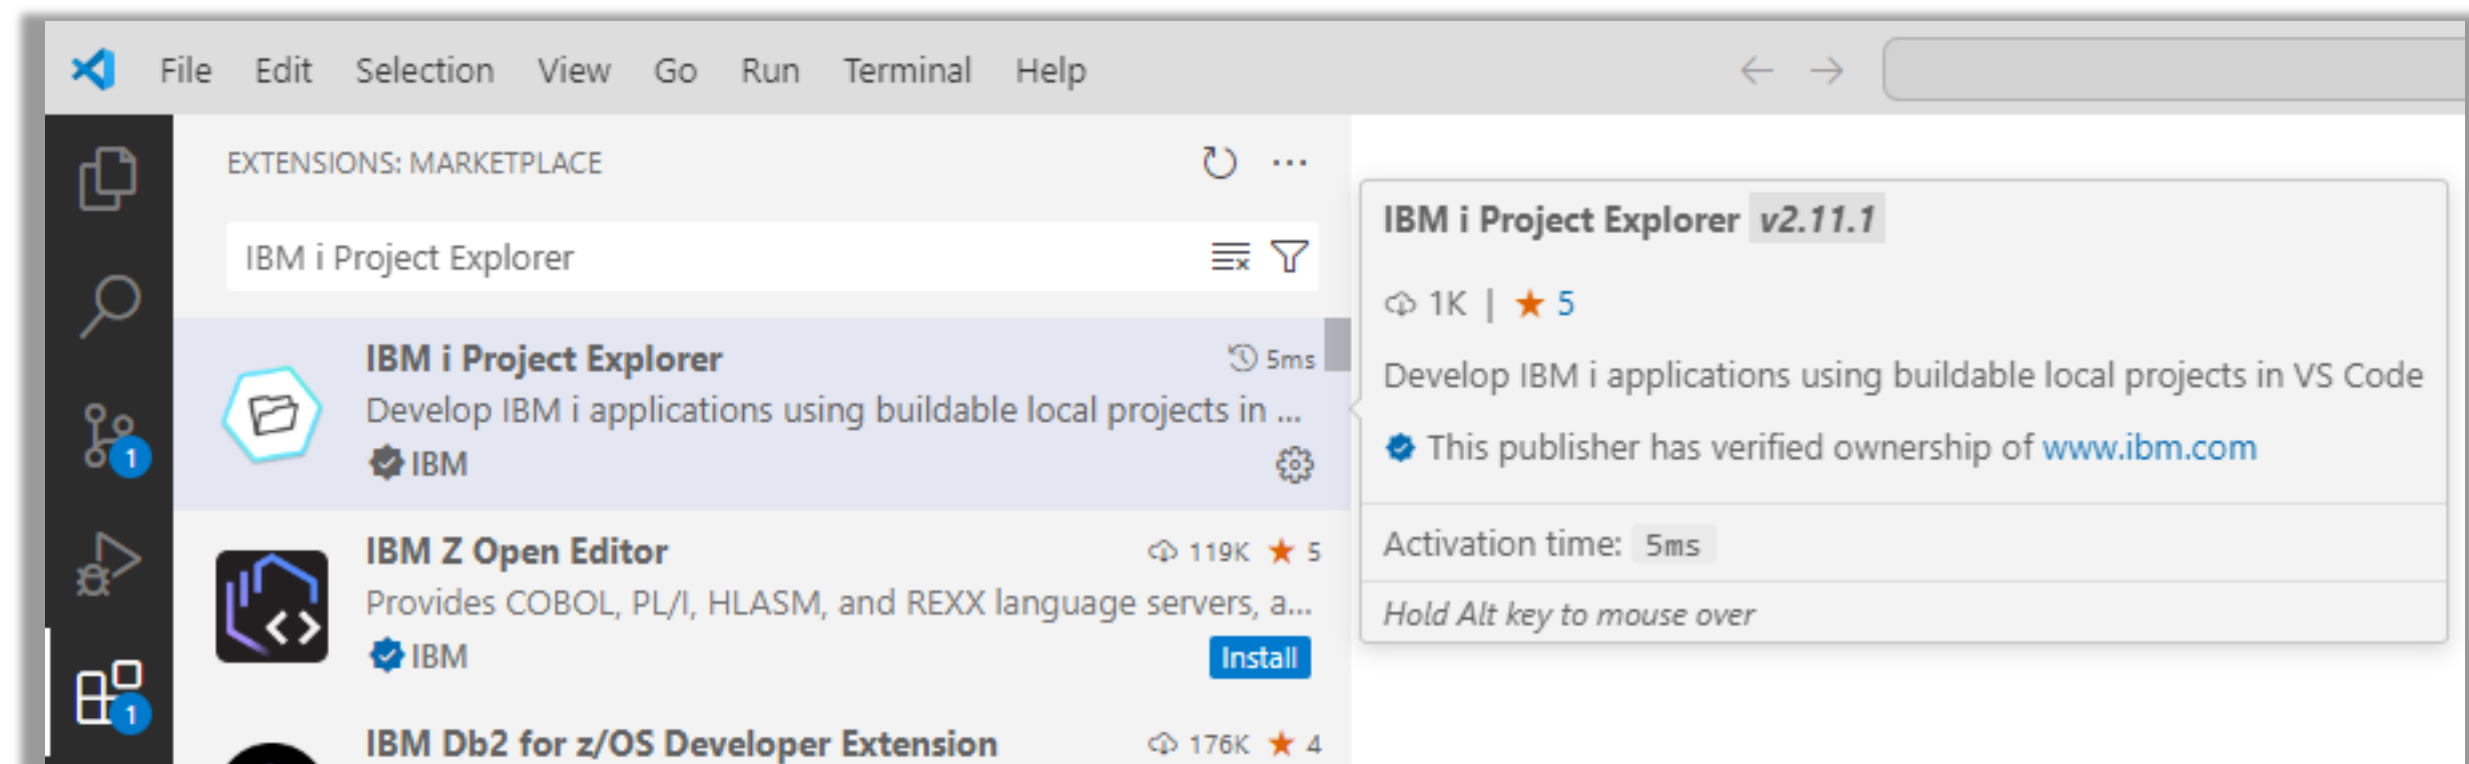 File Edit Selection View Go Run Terminal Help
EXTENSIONS: MARKETPLACE
IBM i Project Explorer
IBM i Project Explorer 5ms
Develop IBM i applications using buildable local projects in ...
IBM
IBM Z Open Editor 119K ★ 5
Provides COBOL, PL/I, HLASM, and REXX language servers, a...
IBM Install
IBM Db2 for z/OS Developer Extension 176K ★ 4
1
1
IBM i Project Explorer v2.11.1
1K | ★ 5
Develop IBM i applications using buildable local projects in VS Code
This publisher has verified ownership of www.ibm.com
Activation time: 5ms
Hold Alt key to mouse over